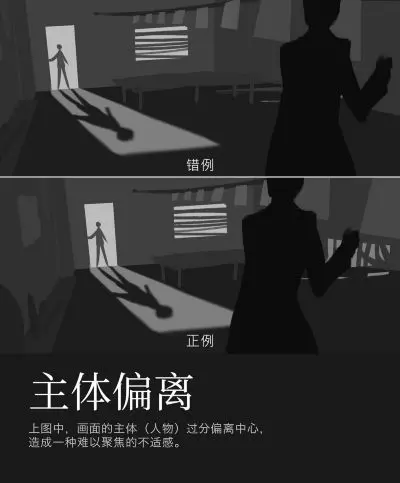 错例
正例
主体偏离
上图中，画面的主体（人物）过分偏离中心，
造成一种难以聚焦的不适感。